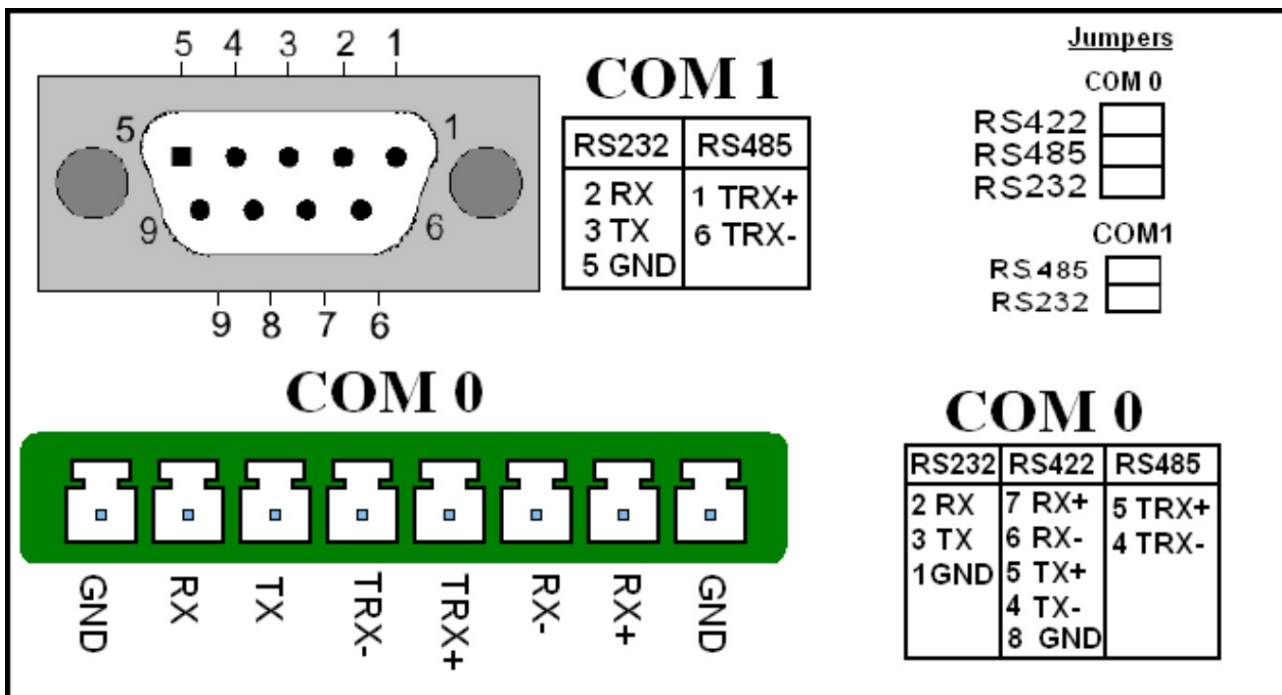 5 4 3 2 1
COM 1
5 1
9 6
9 8 7 6
RS232 RS485
2 RX 1 TRX+
3 TX 6 TRX-
5 GND
Jumpers
COM 0
RS422
RS485
RS232
COM1
RS485
RS232
COM 0
GND RX TX TRX- TRX+ RX- RX+ GND
COM 0
RS232 RS422 RS485
2 RX 7 RX+ 5 TRX+
3 TX 6 RX- 4 TRX-
1GND 5 TX+
4 TX-
8 GND